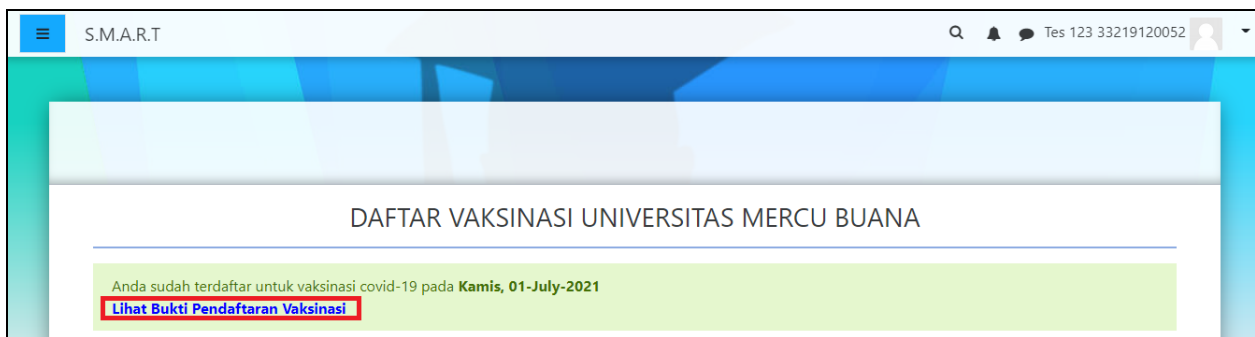 S.M.A.R.T
Tes 123 33219120052
DAFTAR VAKSINASI UNIVERSITAS MERCU BUANA
Anda sudah terdaftar untuk vaksinasi covid-19 pada Kamis, 01-July-2021
Lihat Bukti Pendaftaran Vaksinasi